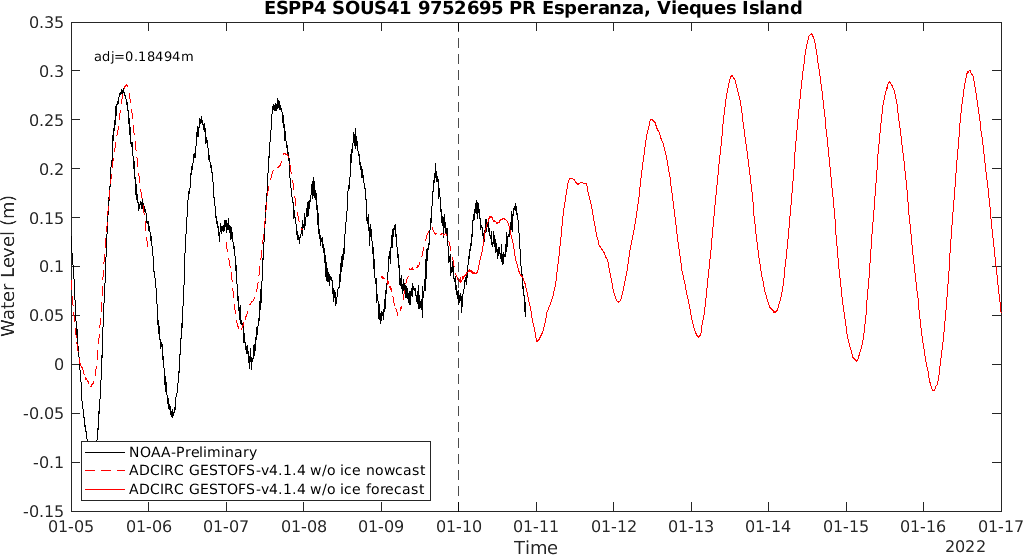 ESPP4 SOUS41 9752695 PR Esperanza, Vieques Island
adj=0.18494m
Water Level (m)
0.35
0.3
0.25
0.2
0.15
0.1
0.05
0
-0.05
-0.1
-0.15
NOAA-Preliminary
ADCIRC GESTOFS-v4.1.4 w/o ice nowcast
ADCIRC GESTOFS-v4.1.4 w/o ice forecast
01-05 01-06 01-07 01-08 01-09 01-10 01-11 01-12 01-13 01-14 01-15 01-16 01-17
Time
2022